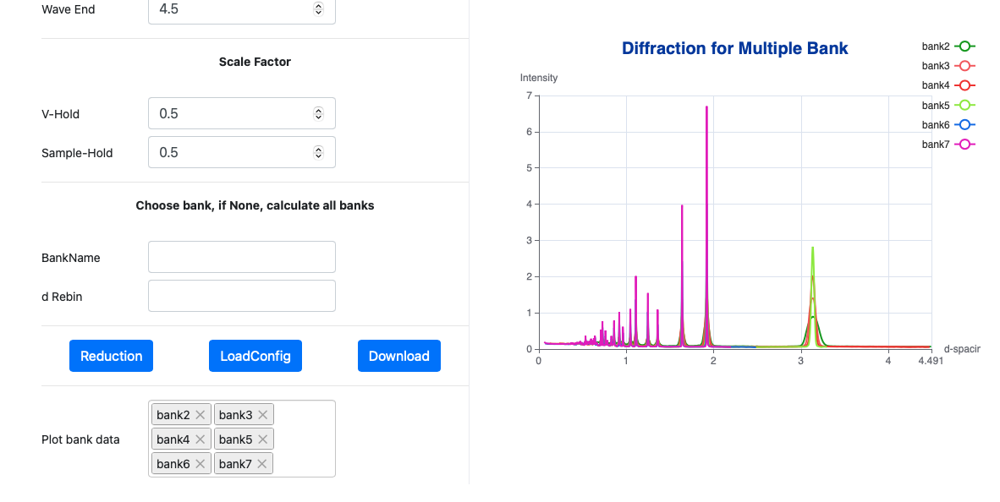 Wave End
4.5
Scale Factor
V-Hold
0.5
Sample-Hold
0.5
Choose bank, if None, calculate all banks
BankName
d Rebin
Reduction LoadConfig Download
Plot bank data
bank2 bank3
bank4 bank5
bank6 bank7
Diffraction for Multiple Bank
bank2
bank3
bank4
bank5
bank6
bank7
Intensity
7
6
5
4
3
2
1
0
0 1 2 3 4 4.491
d-spacir